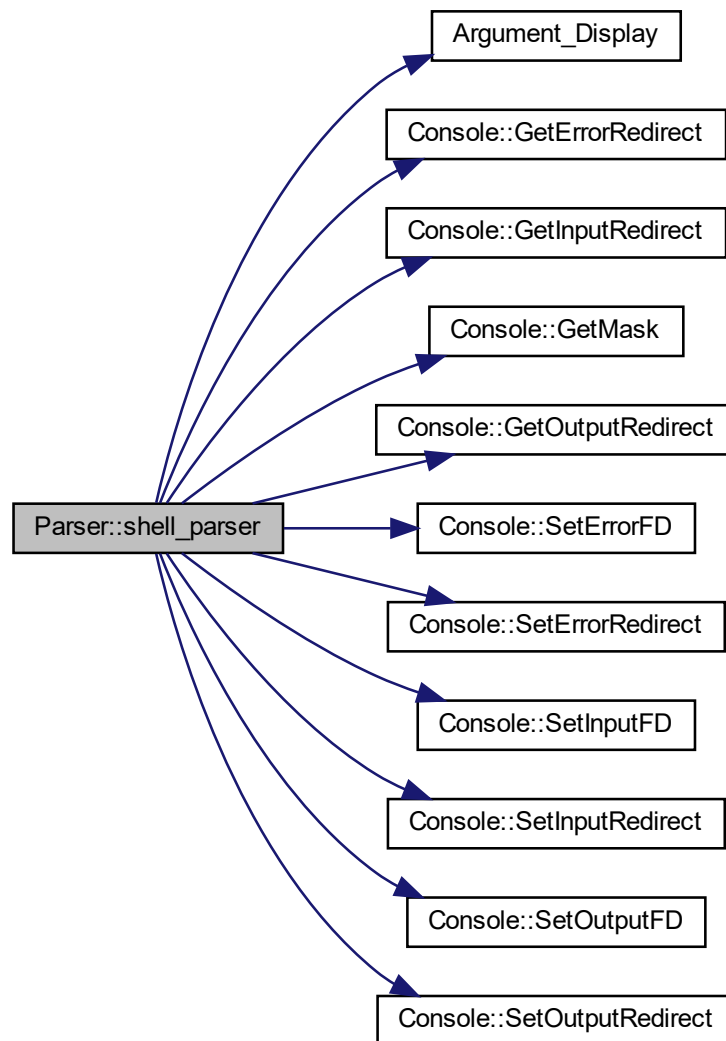 Argument_Display
Console::GetErrorRedirect
Console::GetInputRedirect
Console::GetMask
Console::GetOutputRedirect
Parser::shell_parser
Console::SetErrorFD
Console::SetErrorRedirect
Console::SetInputFD
Console::SetInputRedirect
Console::SetOutputFD
Console::SetOutputRedirect